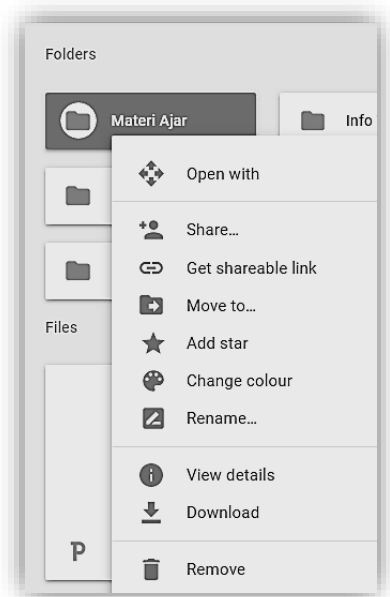 Folders
Materi Ajar
Info
Open with
Share...
Get shareable link
Move to...
Add star
Change colour
Rename...
Files
View details
Download
Remove